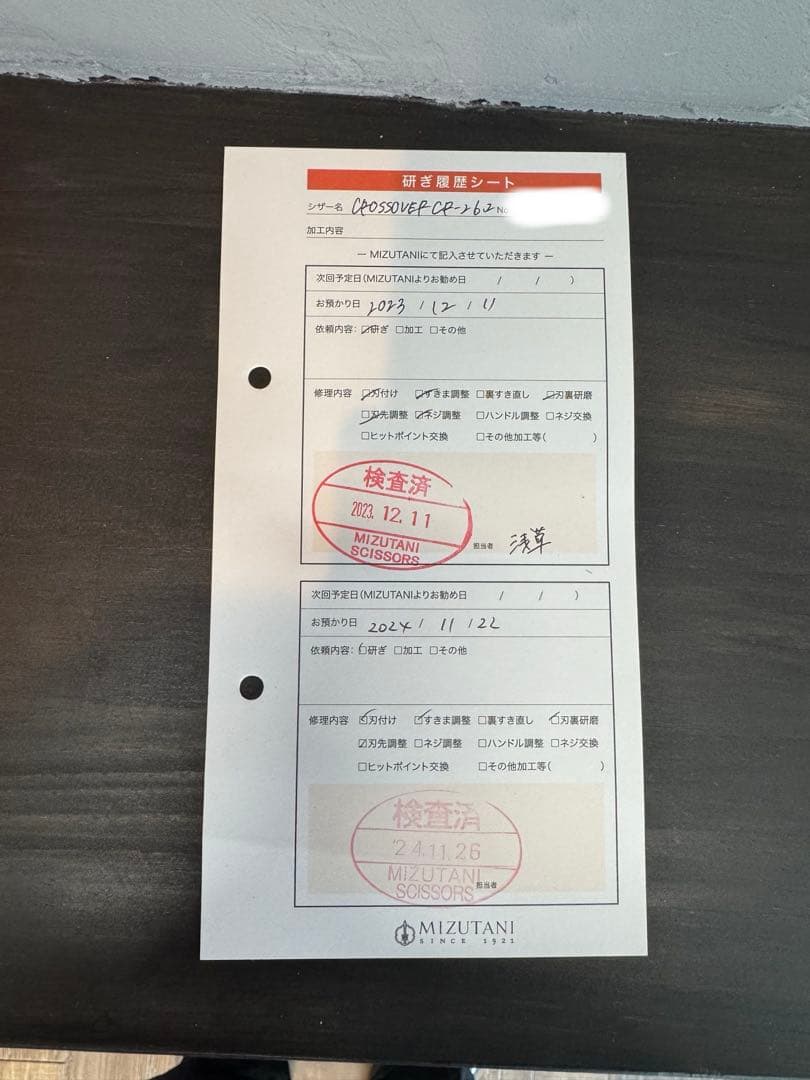 研ぎ履歴シート
シザー名 CROSSOVER CR-262 No
加工内容
― MIZUTANIにて記入させていただきます ―
次回予定日(MIZUTANIよりお勧め日 / / )
お預かり日 2023 / 12 / 11
依頼内容: ☑研ぎ □加工 □その他
修理内容 ☑刃付け ☑すきま調整 □裏すき直し ☑刃裏研磨
☑刃先調整 ☑ネジ調整 □ハンドル調整 □ネジ交換
□ヒットポイント交換 □その他加工等( )
検査済
2023.12.11
MIZUTANI
SCISSORS
担当者 浅草
次回予定日(MIZUTANIよりお勧め日 / / )
お預かり日 2024 / 11 / 22
依頼内容: ☑研ぎ □加工 □その他
修理内容 ☑刃付け ☑すきま調整 □裏すき直し ☑刃裏研磨
☑刃先調整 □ネジ調整 □ハンドル調整 □ネジ交換
□ヒットポイント交換 □その他加工等( )
検査済
'24.11.26
MIZUTANI
SCISSORS
担当者
MIZUTANI
SINCE 1921